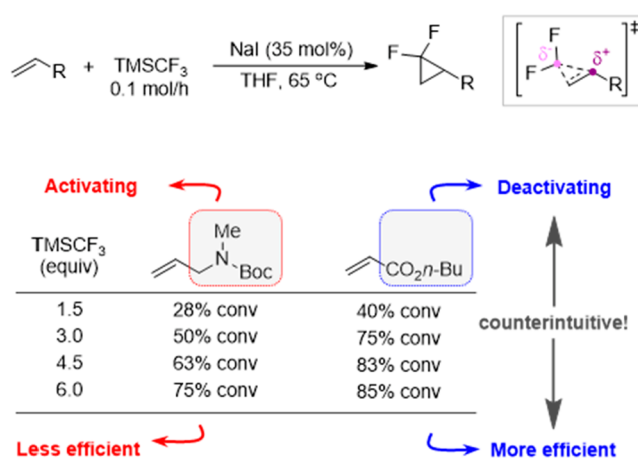 R + TMSCF3 NaI (35 mol%) F F R F F δ- δ+ R ‡
0.1 mol/h THF, 65 ºC
Activating Deactivating
TMSCF3 (equiv) Me N Boc CO2n-Bu
1.5 28% conv 40% conv
counterintuitive!
3.0 50% conv 75% conv
4.5 63% conv 83% conv
6.0 75% conv 85% conv
Less efficient More efficient